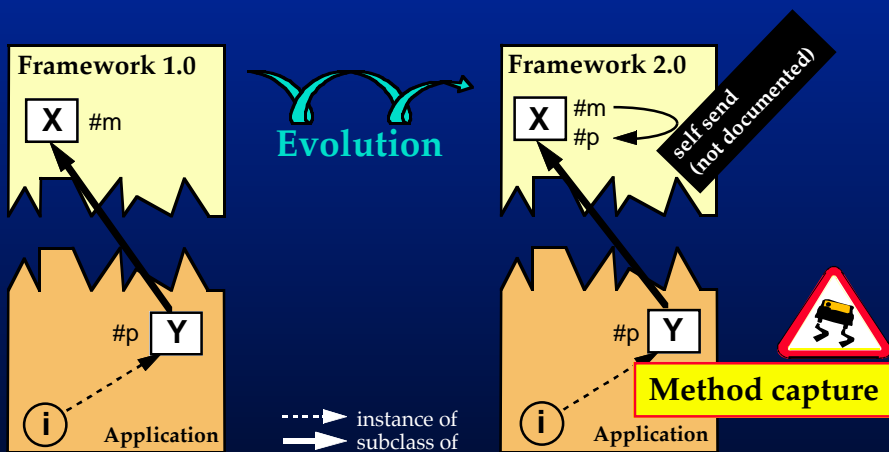 Framework 1.0
X #m
Evolution
Framework 2.0
X #m
#p
self send
(not documented)
#p Y
i
Application
instance of
subclass of
#p Y
i
Application
Method capture